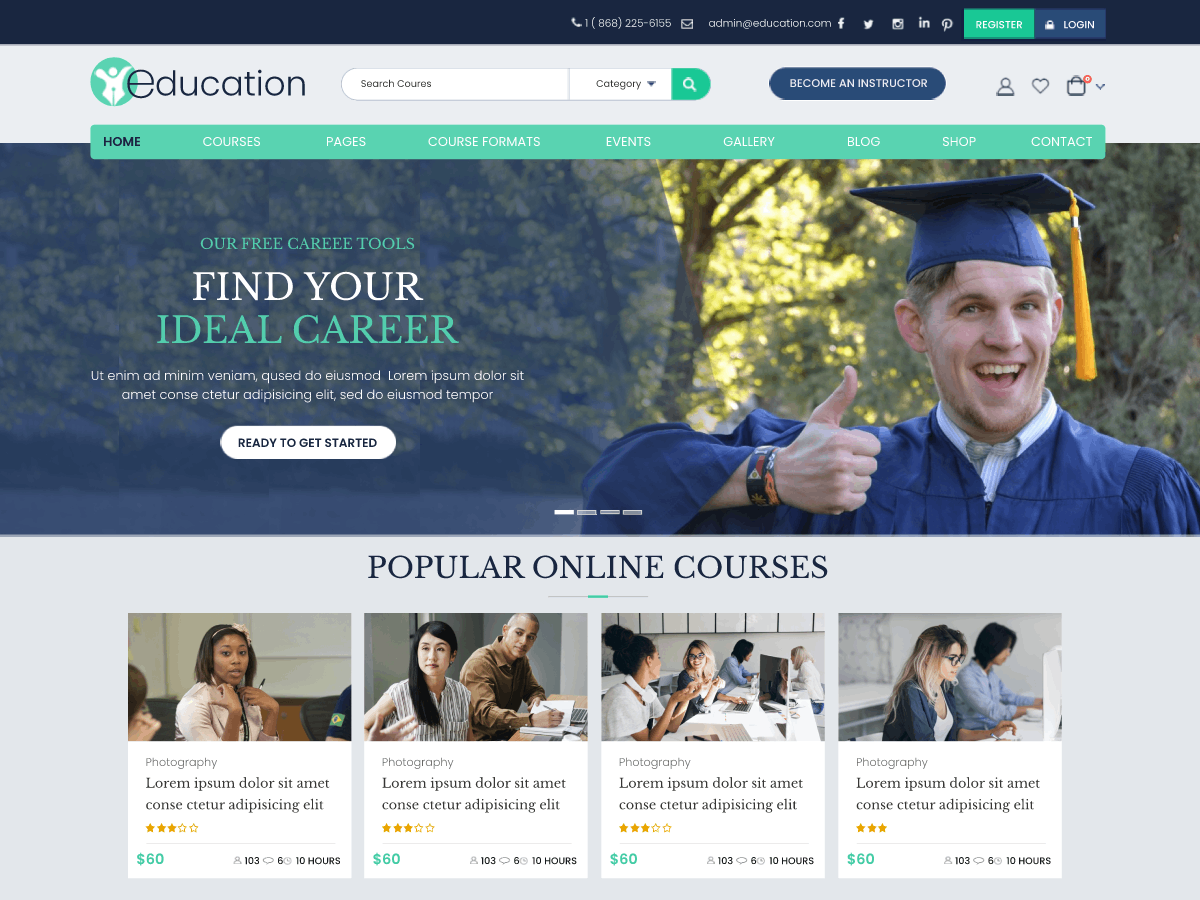 1 ( 868) 225-6155 admin@education.com REGISTER LOGIN
education Search Coures Category BECOME AN INSTRUCTOR 0
HOME COURSES PAGES COURSE FORMATS EVENTS GALLERY BLOG SHOP CONTACT
OUR FREE CAREEE TOOLS
FIND YOUR
IDEAL CAREER
Ut enim ad minim veniam, qused do eiusmod Lorem ipsum dolor sit
amet conse ctetur adipisicing elit, sed do eiusmod tempor
READY TO GET STARTED
POPULAR ONLINE COURSES
Photography
Lorem ipsum dolor sit amet
conse ctetur adipisicing elit
$60 103 6 10 HOURS
Photography
Lorem ipsum dolor sit amet
conse ctetur adipisicing elit
$60 103 6 10 HOURS
Photography
Lorem ipsum dolor sit amet
conse ctetur adipisicing elit
$60 103 6 10 HOURS
Photography
Lorem ipsum dolor sit amet
conse ctetur adipisicing elit
$60 103 6 10 HOURS